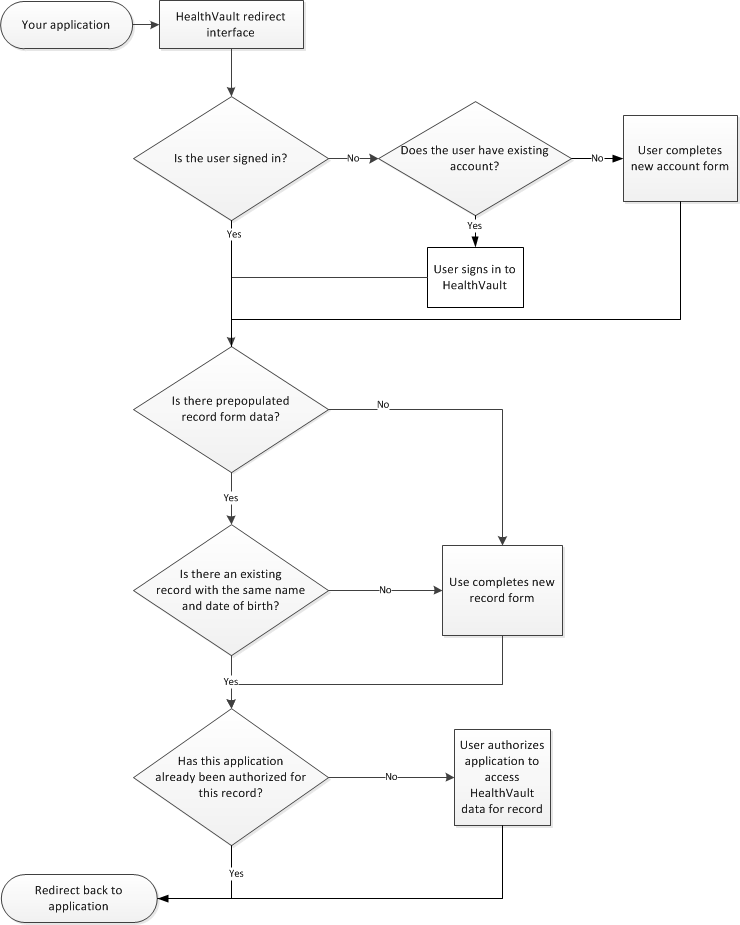 Your application
HealthVault redirect
interface
Is the user signed in?
No
Does the user have existing
account?
No
User completes
new account form
Yes
Yes
User signs in to
HealthVault
Is there prepopulated
record form data?
No
Yes
Is there an existing
record with the same name
and date of birth?
No
Use completes new
record form
Yes
Has this application
already been authorized for
this record?
No
User authorizes
application to
access
HealthVault
data for record
Yes
Redirect back to
application